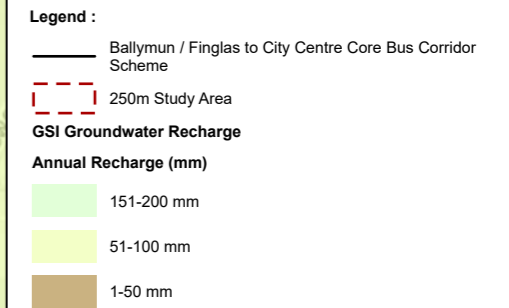 Legend :
Ballymun / Finglas to City Centre Core Bus Corridor
Scheme
250m Study Area
GSI Groundwater Recharge
Annual Recharge (mm)
151-200 mm
51-100 mm
1-50 mm